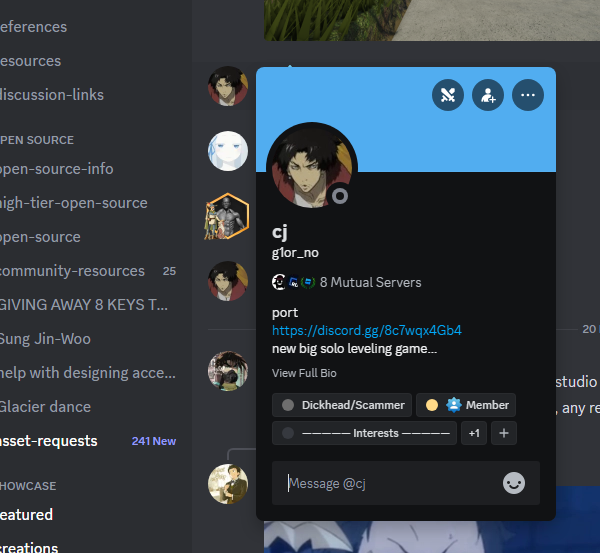 eferences
esources
discussion-links
PEN SOURCE
open-source-info
high-tier-open-source
open-source
community-resources 25
GIVING AWAY 8 KEYS T...
Sung Jin-Woo
help with designing acce...
Glacier dance
asset-requests 241 New
HOWCASE
eatured
creations
cj
g1or_no
8 Mutual Servers
port
https://discord.gg/8c7wqx4Gb4
new big solo leveling game...
View Full Bio
Dickhead/Scammer Member
————— Interests ————— +1 +
Message @cj
20
studio
, any re